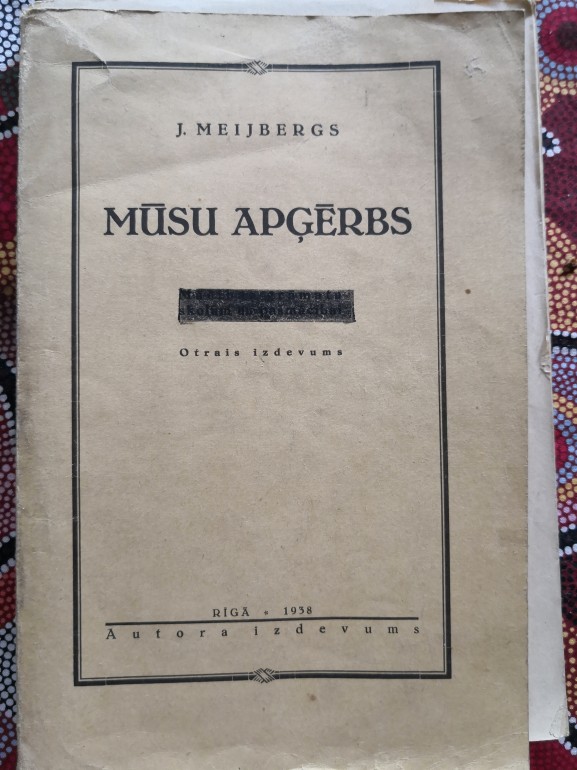 J. MEIJBERGS
MŪSU APĢĒRBS
Otrais izdevums
RĪGĀ * 1938
Autora izdevums